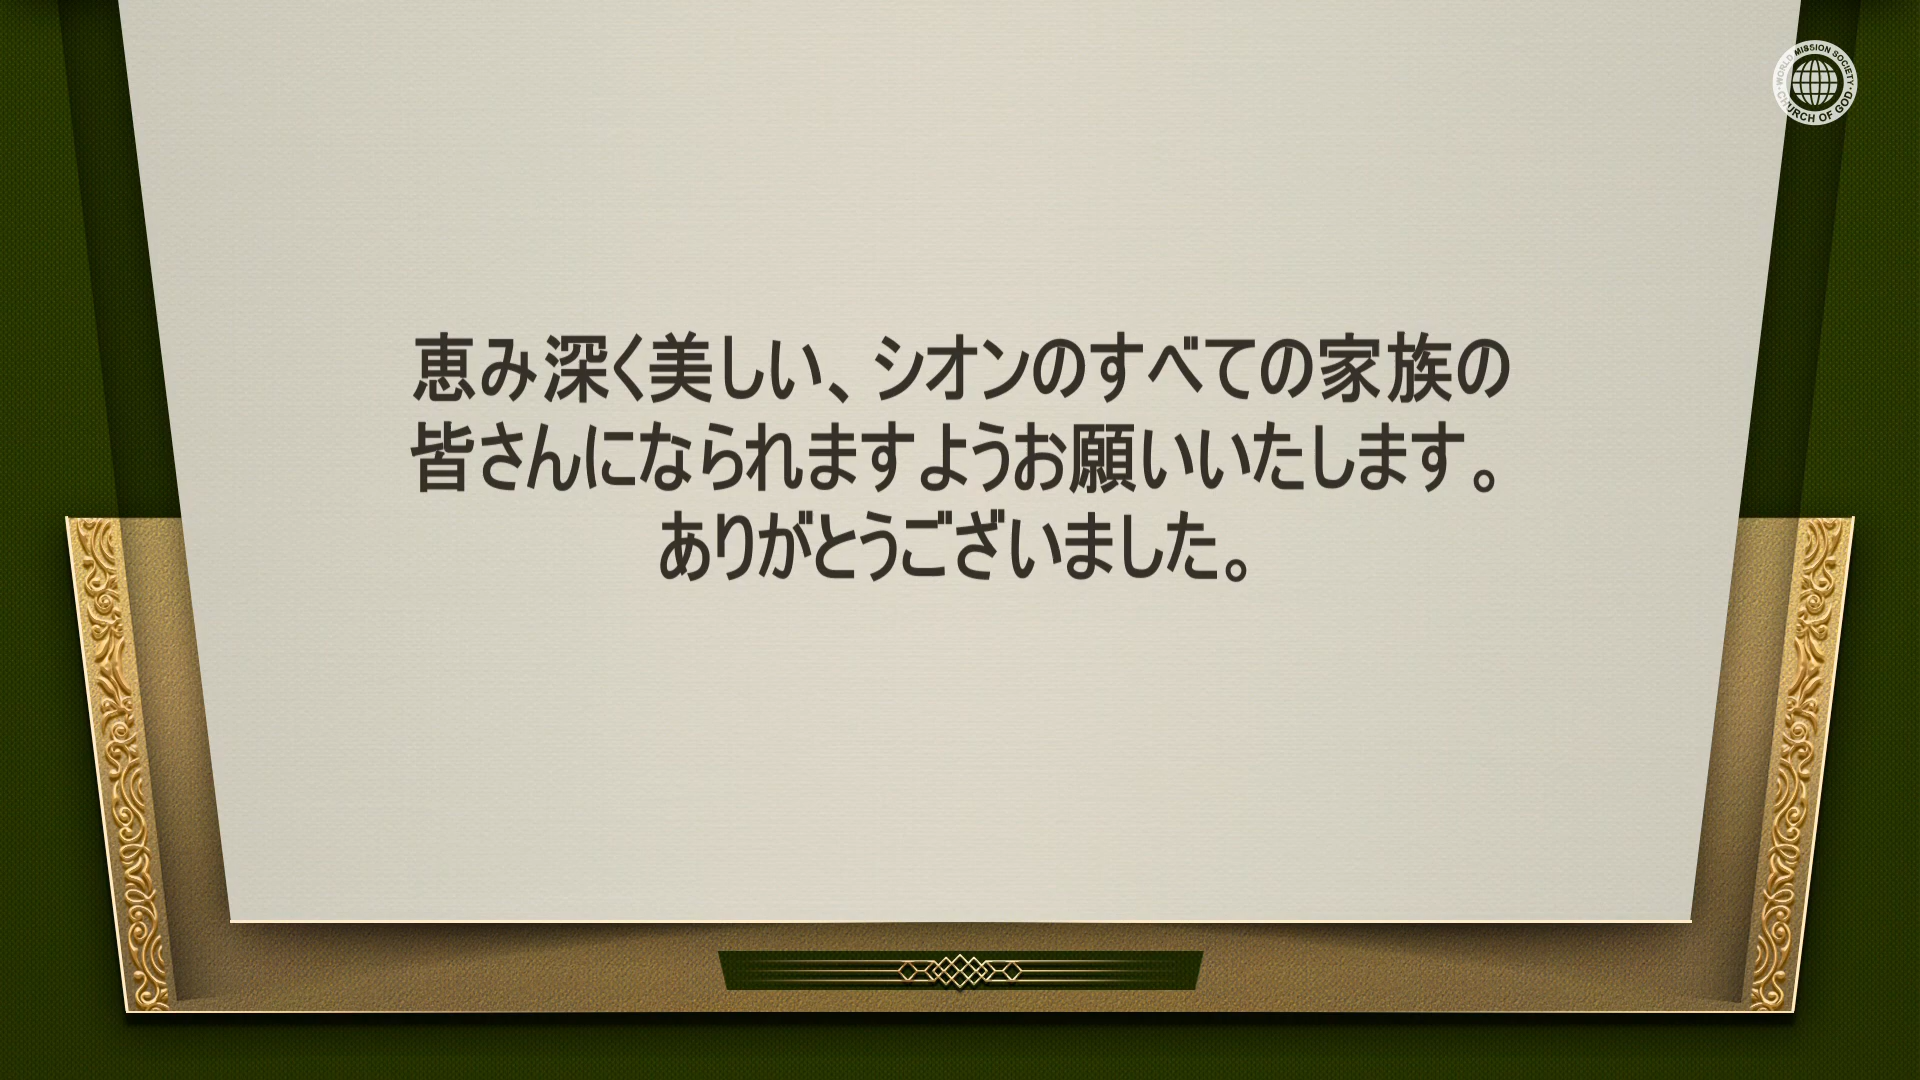 恵み深く美しい、シオンのすべての家族の
皆さんになられますようお願いいたします。
ありがとうございました。
WORLD MISSION SOCIETY
CHURCH OF GOD